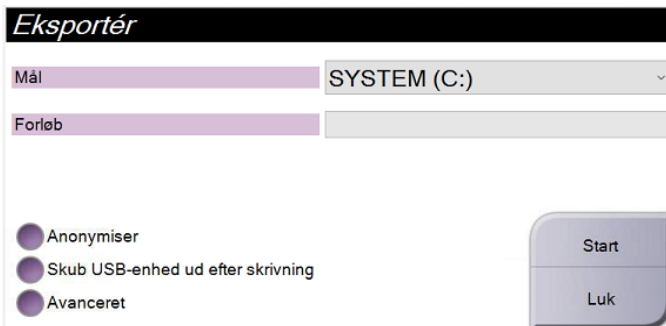 Eksportér
Mål
SYSTEM (C:)
Forløb
Anonymiser
Skub USB-enhed ud efter skrivning
Avanceret
Start
Luk